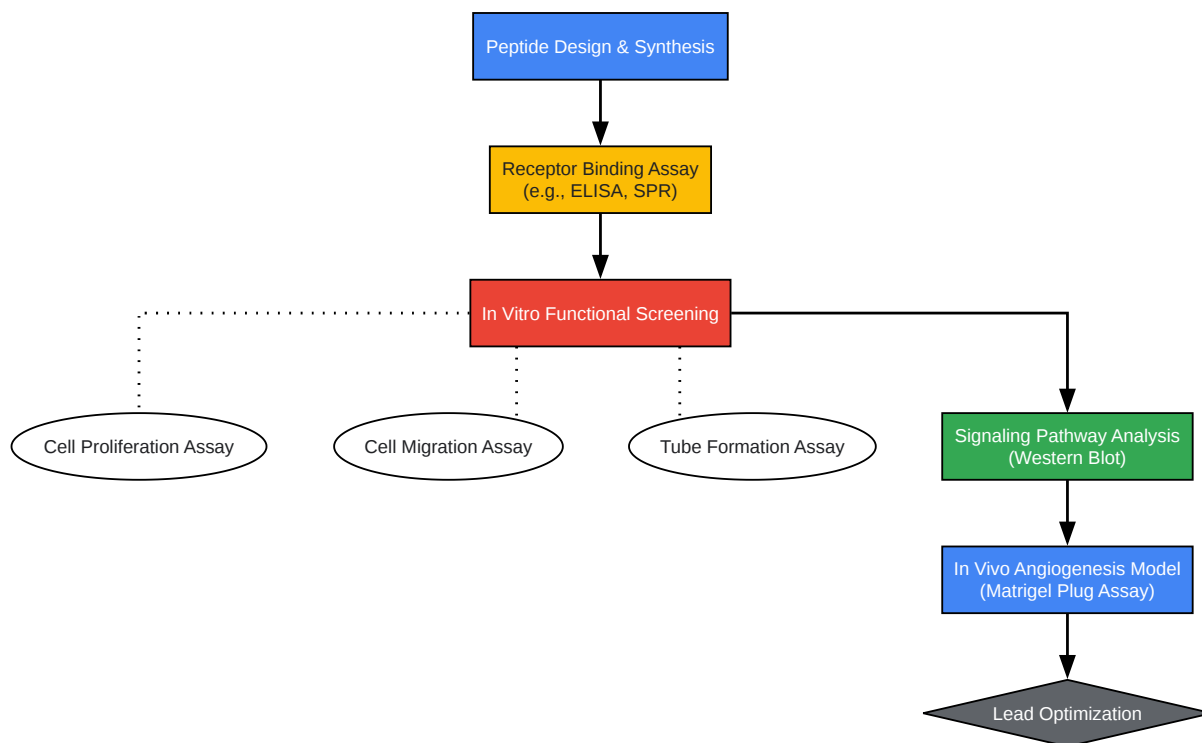 Peptide Design & Synthesis
Receptor Binding Assay
(e.g., ELISA, SPR)
In Vitro Functional Screening
Cell Proliferation Assay
Cell Migration Assay
Tube Formation Assay
Signaling Pathway Analysis
(Western Blot)
In Vivo Angiogenesis Model
(Matrigel Plug Assay)
Lead Optimization